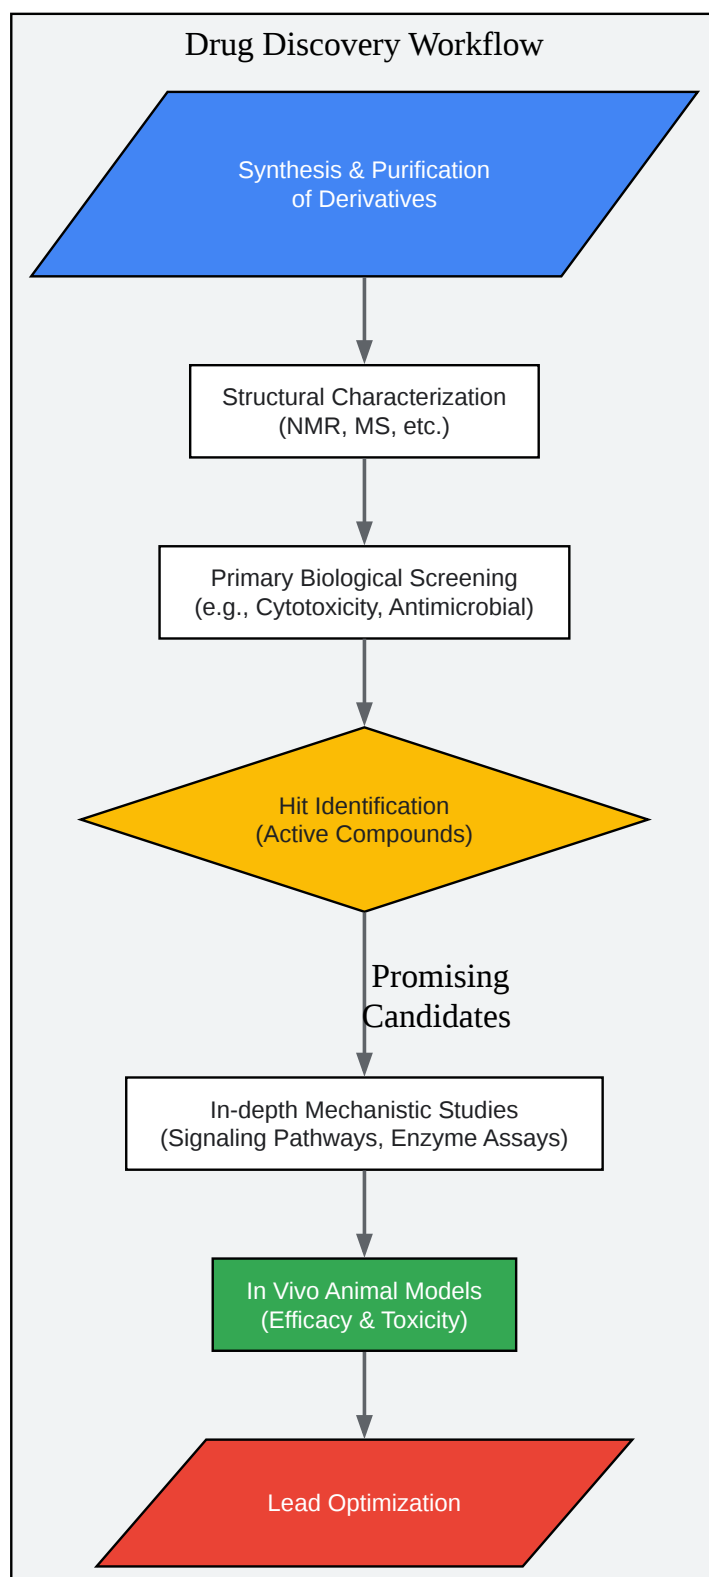 Drug Discovery Workflow
Synthesis & Purification
of Derivatives
Structural Characterization
(NMR, MS, etc.)
Primary Biological Screening
(e.g., Cytotoxicity, Antimicrobial)
Hit Identification
(Active Compounds)
Promising
Candidates
In-depth Mechanistic Studies
(Signaling Pathways, Enzyme Assays)
In Vivo Animal Models
(Efficacy & Toxicity)
Lead Optimization